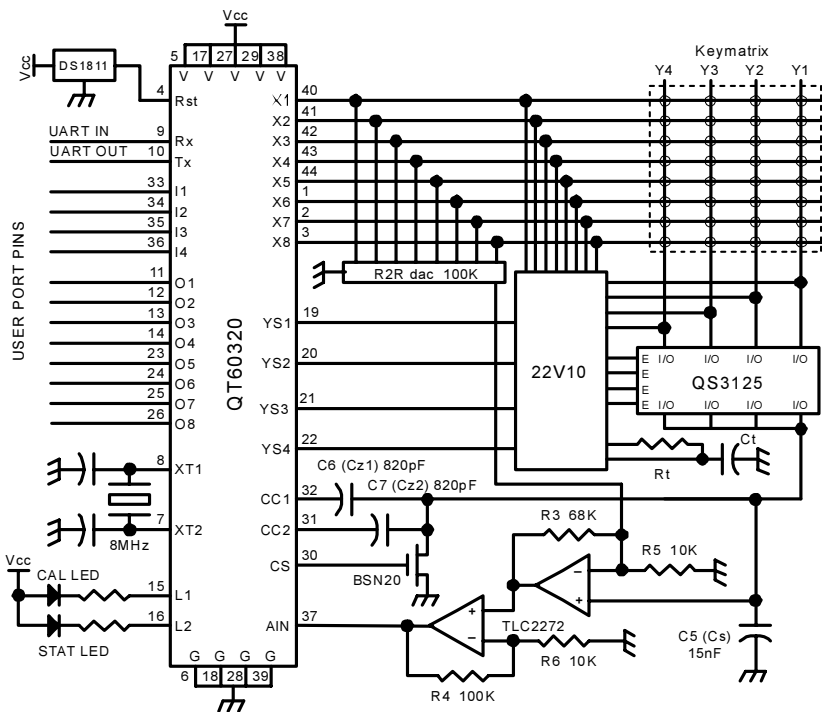 Vcc
5 17 27 29 38
V V V V V
Vcc
DS1811
4 Rst
UART IN 9 Rx
UART OUT 10 Tx
33 I1
34 I2
35 I3
36 I4
USER PORT PINS
11 O1
12 O2
13 O3
14 O4
23 O5
24 O6
25 O7
26 O8
8 XT1
7 XT2
8MHz
Vcc
CAL LED 15 L1
STAT LED 16 L2
QT60320
G G G G
6 18 28 39
X1 40
X2 41
X3 42
X4 43
X5 44
X6 1
X7 2
X8 3
YS1 19
YS2 20
YS3 21
YS4 22
CC1 32
CC2 31
CS 30
AIN 37
Keymatrix
Y4 Y3 Y2 Y1
R2R dac 100K
22V10
E I/O I/O I/O I/O
E
QS3125
E
E I/O I/O I/O I/O
Rt
Ct
C6 (Cz1) 820pF
C7 (Cz2) 820pF
BSN20
R3 68K
R5 10K
–
+
+
–
TLC2272
R6 10K
R4 100K
C5 (Cs)
15nF